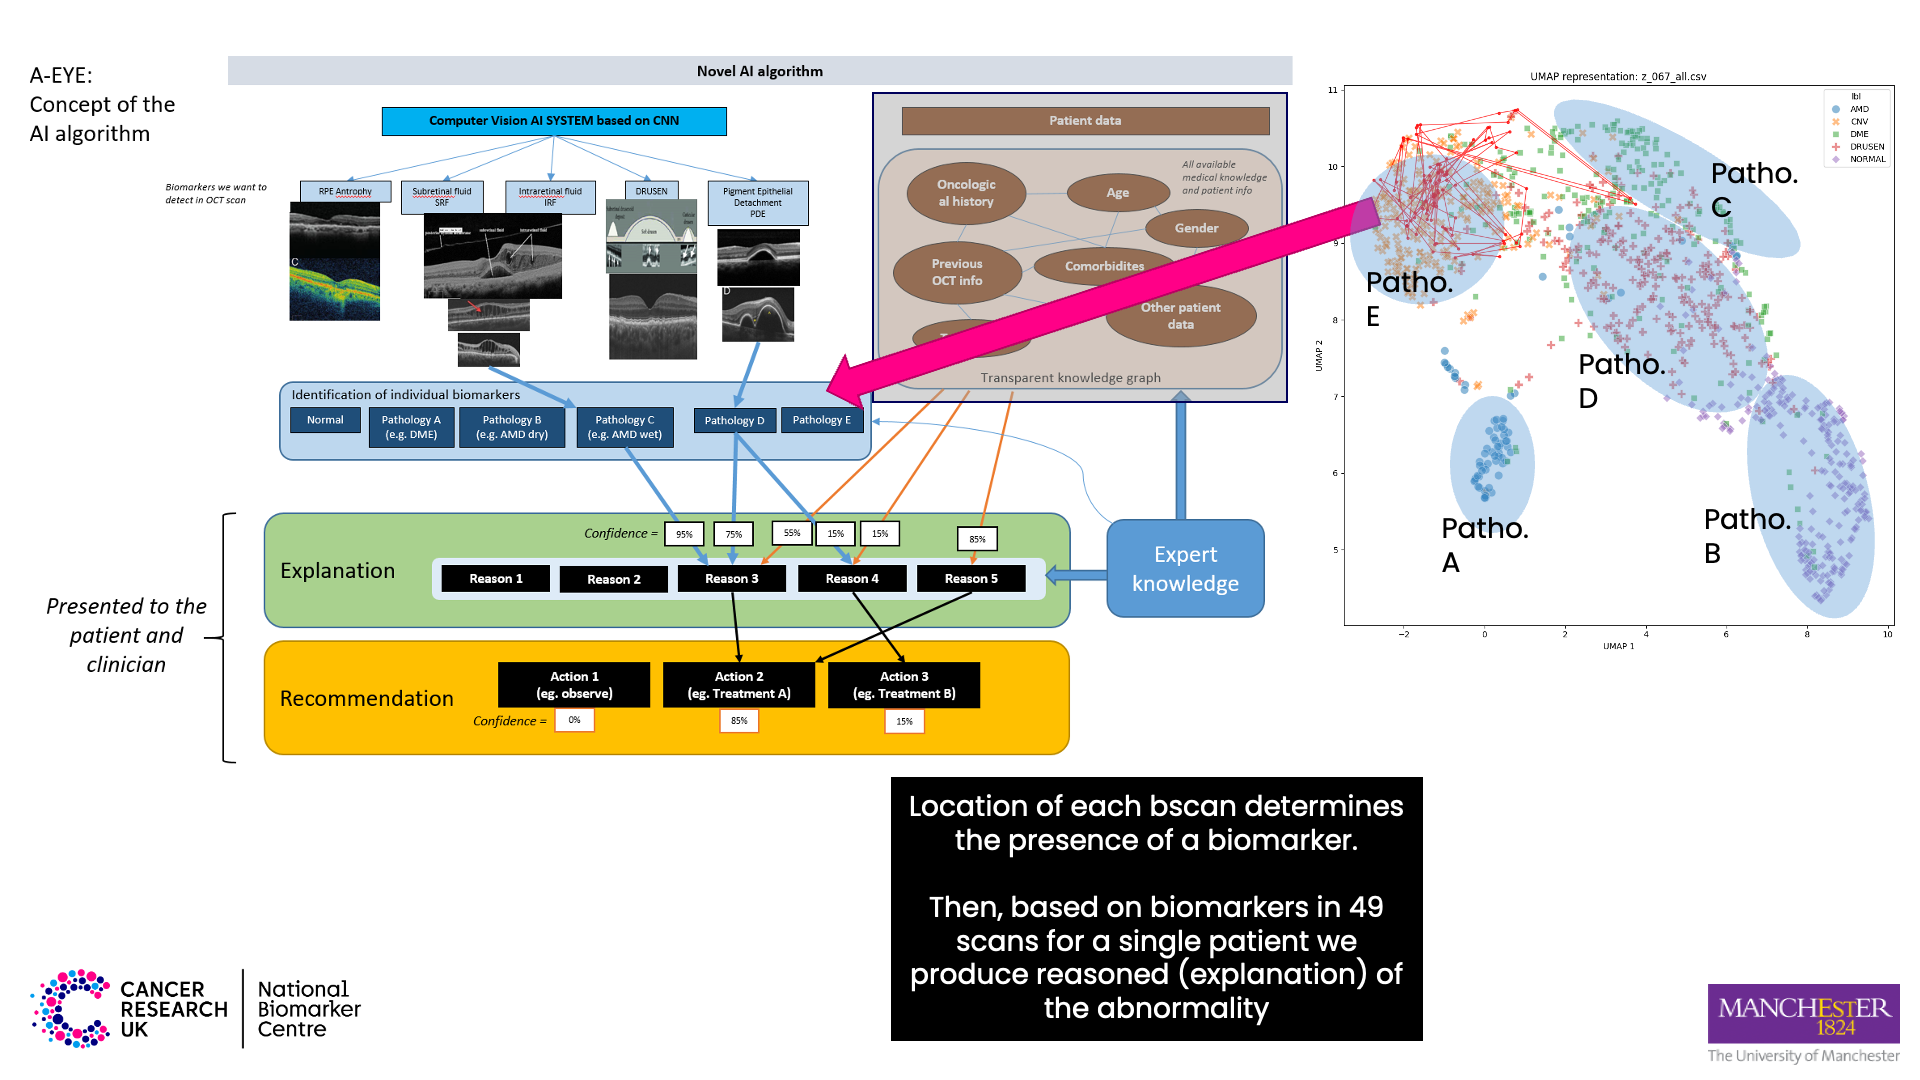 A-EYE:
Concept of the
AI algorithm
Novel AI algorithm
Computer Vision AI SYSTEM based on CNN
Biomarkers we want to
detect in OCT scan
RPE Antrophy
Subretinal fluid
SRF
Intraretinal fluid
IRF
DRUSEN
Pigment Epithelial
Detachment
PDE
C
D
Patient data
All available
medical knowledge
and patient info
Oncologic
al history
Age
Gender
Previous
OCT info
Comorbidites
Other patient
data
Transparent knowledge graph
Identification of individual biomarkers
Normal
Pathology A
(e.g. DME)
Pathology B
(e.g. AMD dry)
Pathology C
(e.g. AMD wet)
Pathology D
Pathology E
Confidence =
95%
75%
55%
15%
15%
85%
Explanation
Reason 1
Reason 2
Reason 3
Reason 4
Reason 5
Expert
knowledge
Presented to the
patient and
clinician
Recommendation
Action 1
(eg. observe)
Action 2
(eg. Treatment A)
Action 3
(eg. Treatment B)
Confidence =
0%
85%
15%
UMAP representation: z_067_all.csv
lbl
AMD
CNV
DME
DRUSEN
NORMAL
11
10
9
8
7
6
5
UMAP 2
−2
0
2
4
6
8
10
UMAP 1
Patho.
C
Patho.
E
Patho.
D
Patho.
A
Patho.
B
Location of each bscan determines
the presence of a biomarker.
Then, based on biomarkers in 49
scans for a single patient we
produce reasoned (explanation) of
the abnormality
CANCER
RESEARCH
UK
National
Biomarker
Centre
MANCHESTER
1824
The University of Manchester